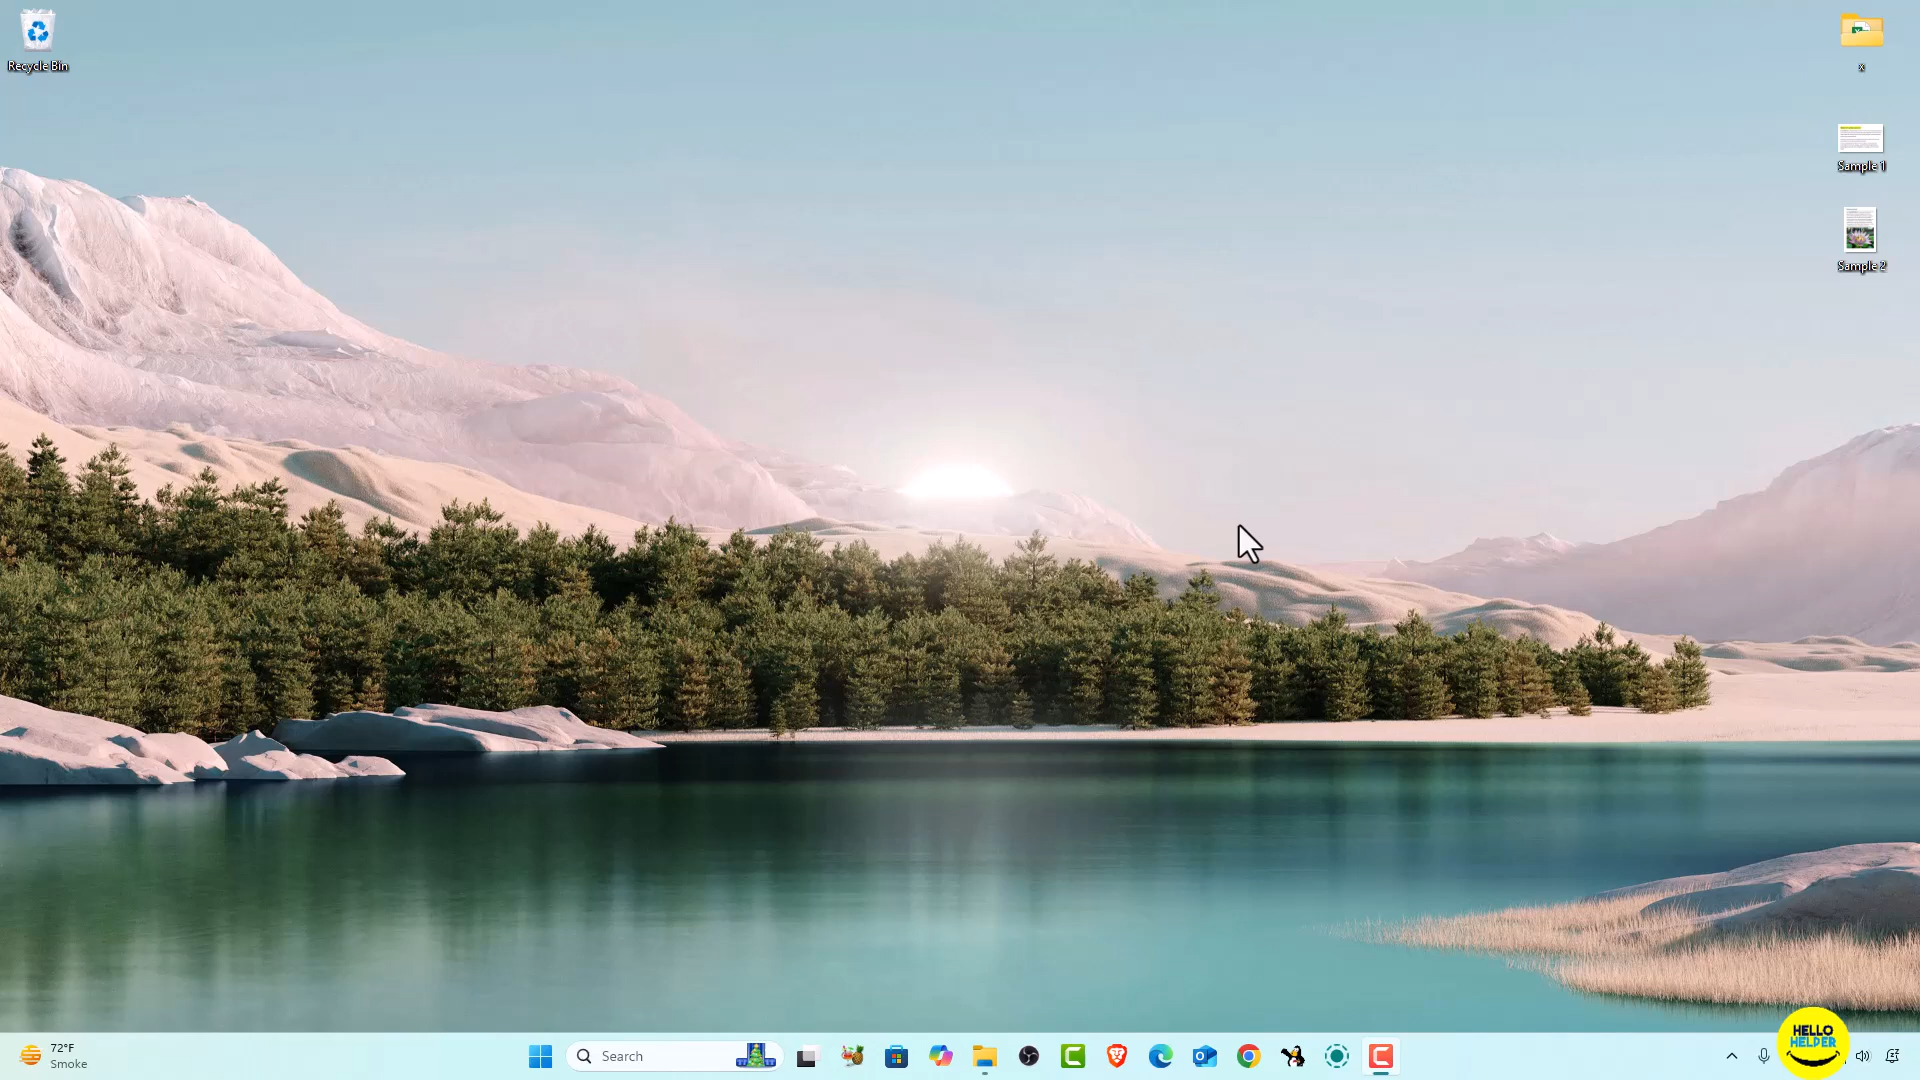 Recycle Bin
x
Sample 1
Sample 2
72°F
Smoke
Search
HELLO
HELPER